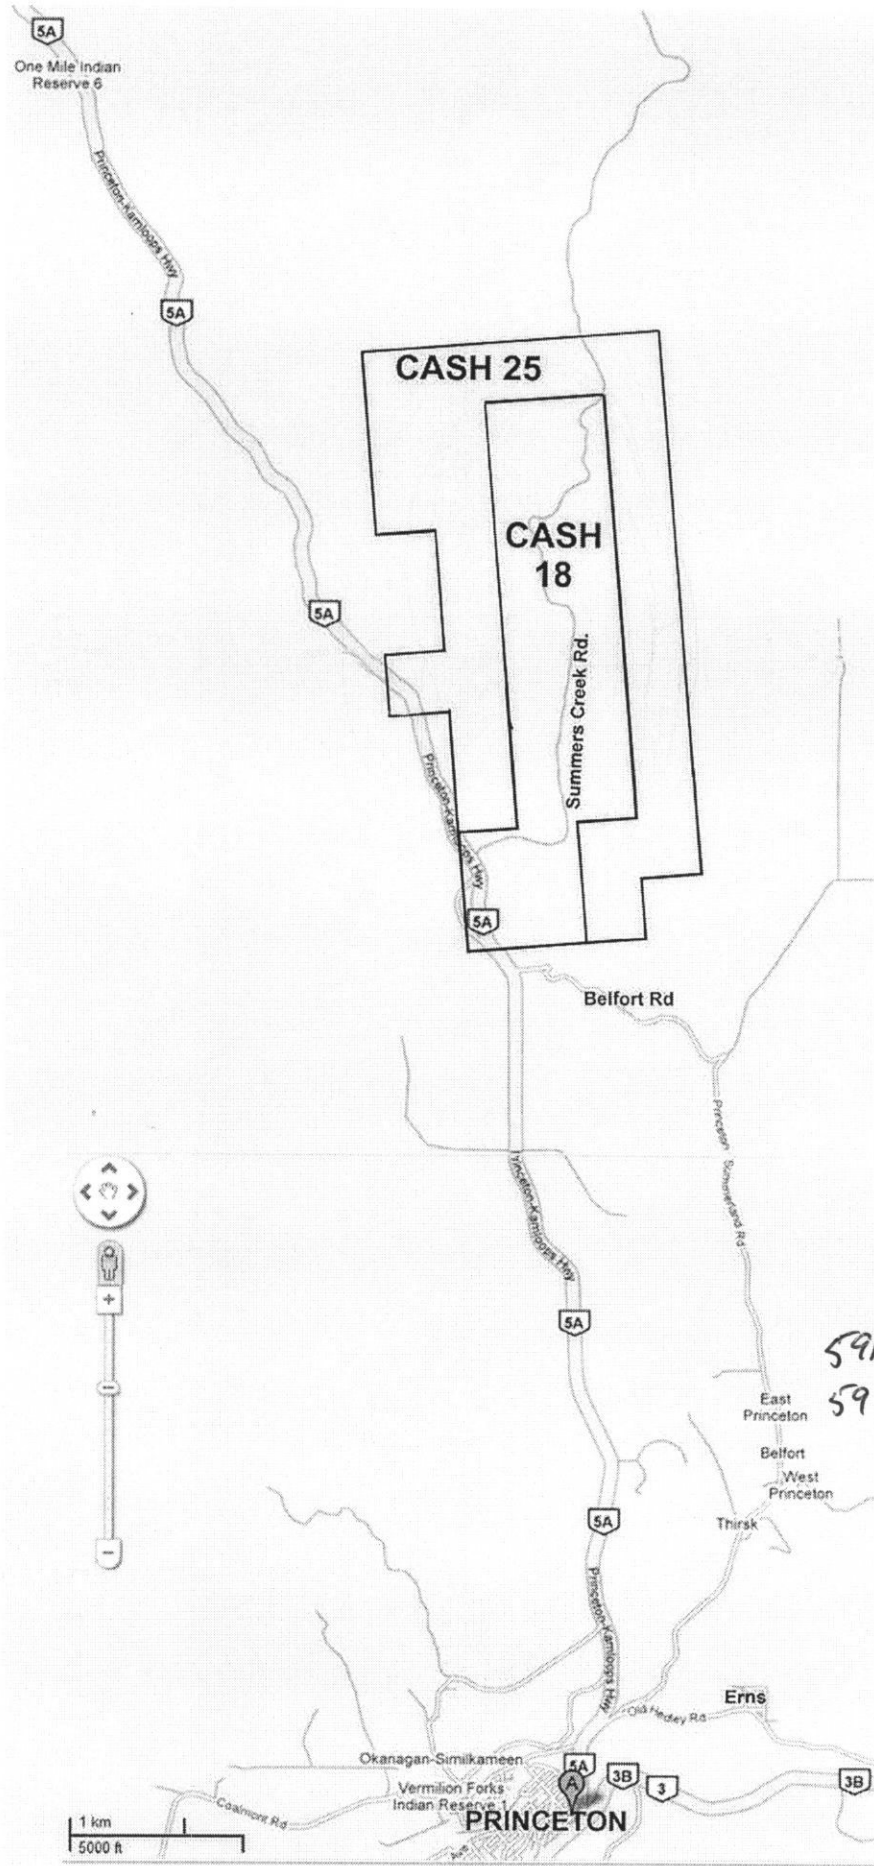 5A
One Mile Indian
Reserve 6
Princeton-Kamloops Hwy
5A
CASH 25
CASH
18
5A
Summers Creek Rd.
Princeton-Kamloops Hwy
5A
Belfort Rd
Princeton Summerland Rd
Princeton-Kamloops Hwy
5A
+
59
East
Princeton
Belfort
West
Princeton
Thirsk
5A
Princeton-Kamloops Hwy
Erns
Old Hedley Rd
Okanagan-Similkameen
5A
A
3B
3
3B
Vermilion Forks
Indian Reserve 1
Coalmont Rd
PRINCETON
1 km
5000 ft